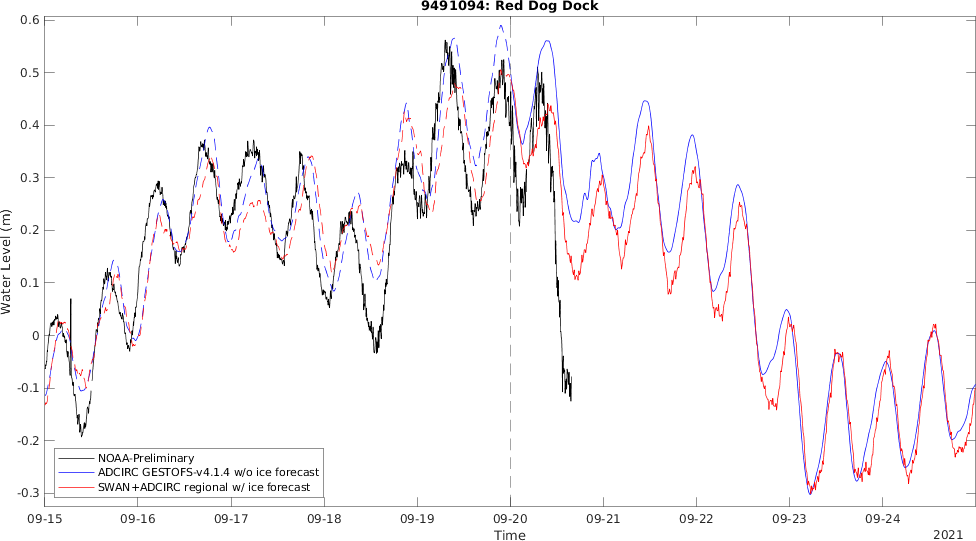 9491094: Red Dog Dock
0.6
0.5
0.4
0.3
0.2
0.1
0
-0.1
-0.2
-0.3
Water Level (m)
NOAA-Preliminary
ADCIRC GESTOFS-v4.1.4 w/o ice forecast
SWAN+ADCIRC regional w/ ice forecast
09-15 09-16 09-17 09-18 09-19 09-20 09-21 09-22 09-23 09-24
Time
2021